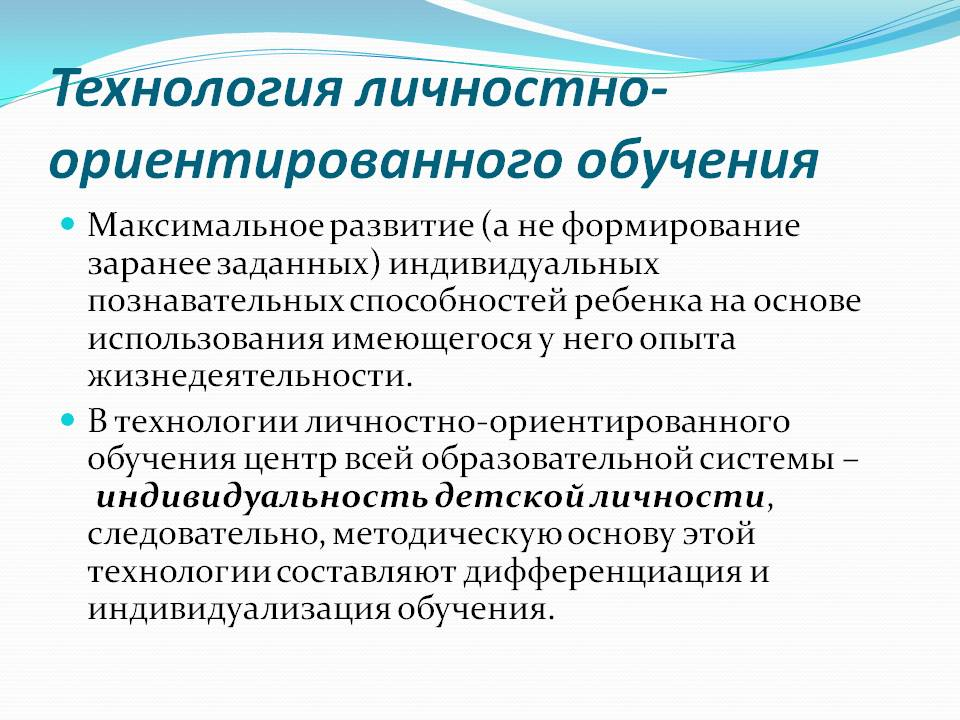 Технология личностно-
ориентированного обучения
• Максимальное развитие (а не формирование
заранее заданных) индивидуальных
познавательных способностей ребенка на основе
использования имеющегося у него опыта
жизнедеятельности.
• В технологии личностно-ориентированного
обучения центр всей образовательной системы –
индивидуальность детской личности,
следовательно, методическую основу этой
технологии составляют дифференциация и
индивидуализация обучения.